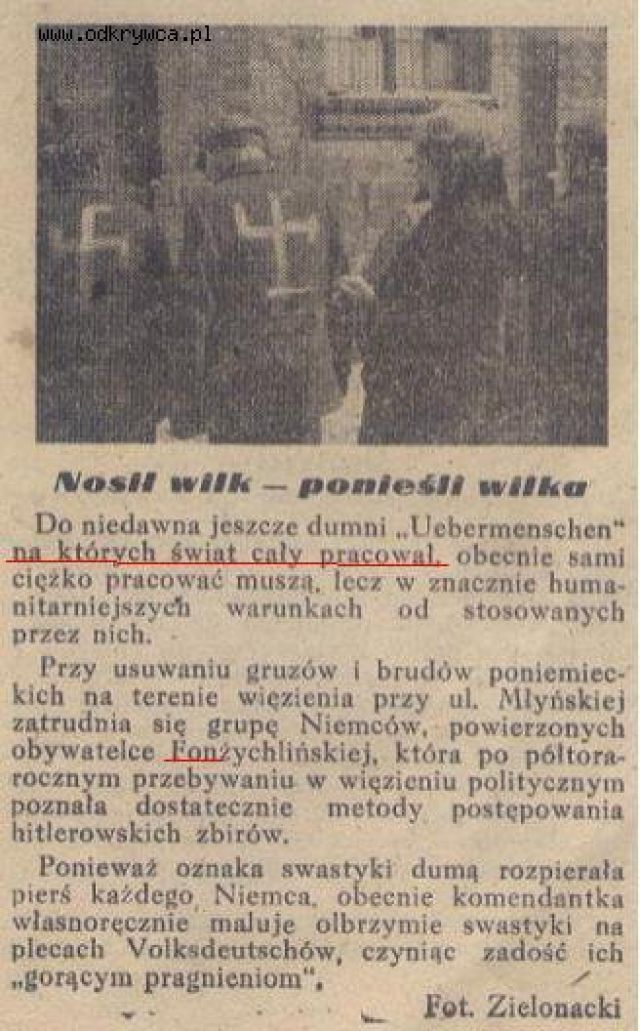 www.odkrywca.pl
Nosił wilk — ponieśli wilka
Do niedawna jeszcze dumni „Uebermenschen"
na których świat cały pracował, obecnie sami
ciężko pracować muszą, lecz w znacznie huma-
nitarniejszych warunkach od stosowanych
przez nich.
Przy usuwaniu gruzów i brudów poniemiec-
kich na terenie więzienia przy ul. Młyńskiej
zatrudnia się grupę Niemców, powierzonych
obywatelce Fonżychlińskiej, która po półtora-
rocznym przebywaniu w więzieniu politycznym
poznała dostatecznie metody postępowania
hitlerowskich zbirów.
Ponieważ oznaka swastyki dumą rozpierała
pierś każdego Niemca, obecnie komendantka
własnoręcznie maluje olbrzymie swastyki na
plecach Volksdeutschów, czyniąc zadość ich
„gorącym pragnieniom",
Fot. Zielonacki